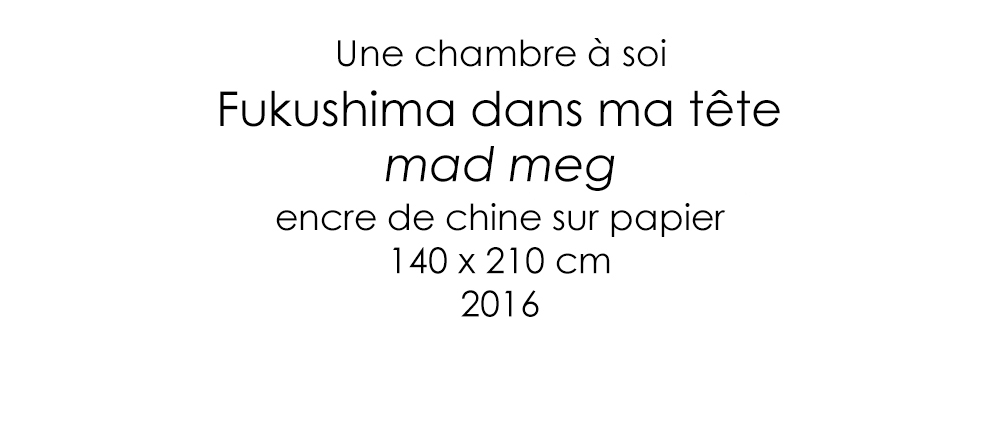 Une chambre à soi
Fukushima dans ma tête
mad meg
encre de chine sur papier
140 x 210 cm
2016